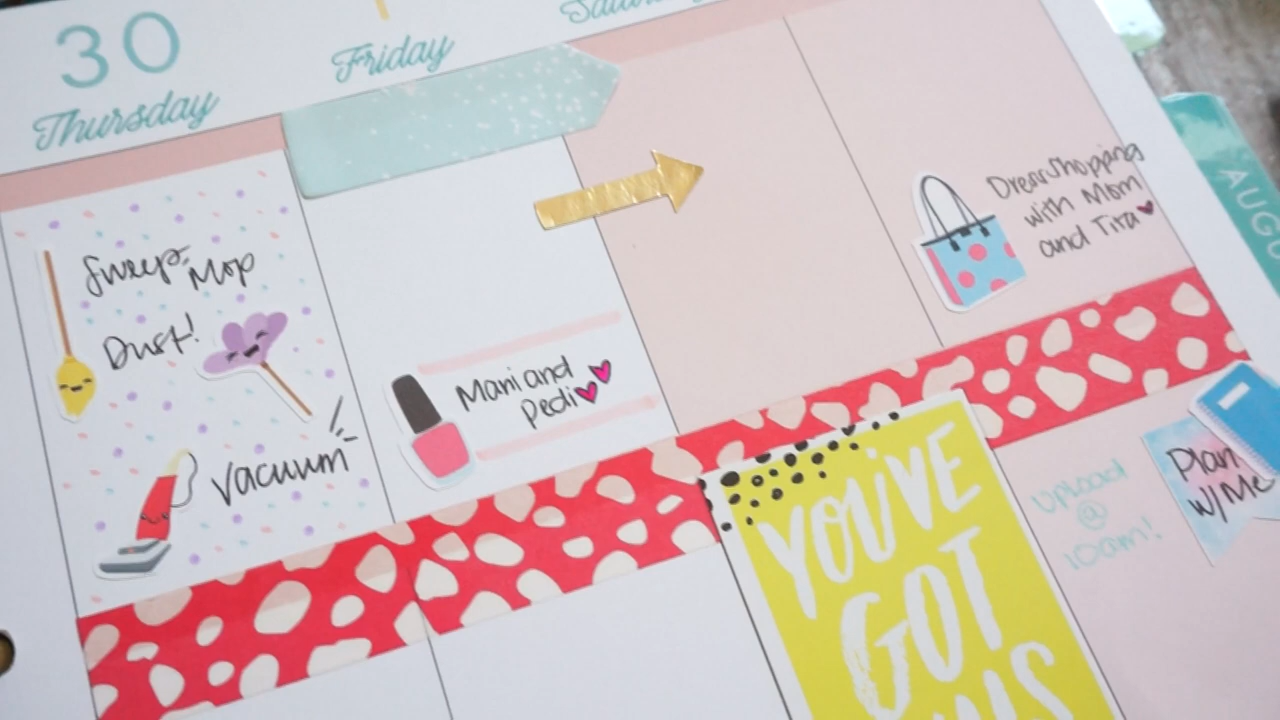 30
Thursday
Friday
Sweep,
Mop
Dust!
Vacuum
Mani and
Pedi
Dress Shopping
with Mom
and Tira
YOU'VE
GOT
Upload
@
10am!
Plan
w/ Me
AUG